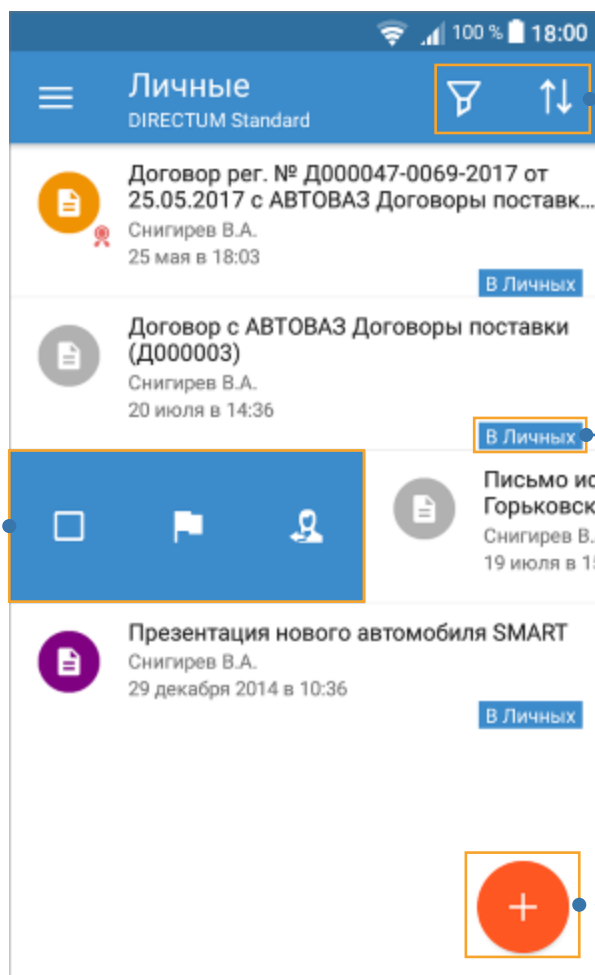 100 % 18:00
Личные
DIRECTUM Standard
Договор рег. № Д000047-0069-2017 от
25.05.2017 с АВТОВАЗ Договоры поставк...
Снигирев В.А.
25 мая в 18:03
В Личных
Договор с АВТОВАЗ Договоры поставки
(Д000003)
Снигирев В.А.
20 июля в 14:36
В Личных
Письмо ис
Горьковск
Снигирев В.
19 июля в 15
Презентация нового автомобиля SMART
Снигирев В.А.
29 декабря 2014 в 10:36
В Личных